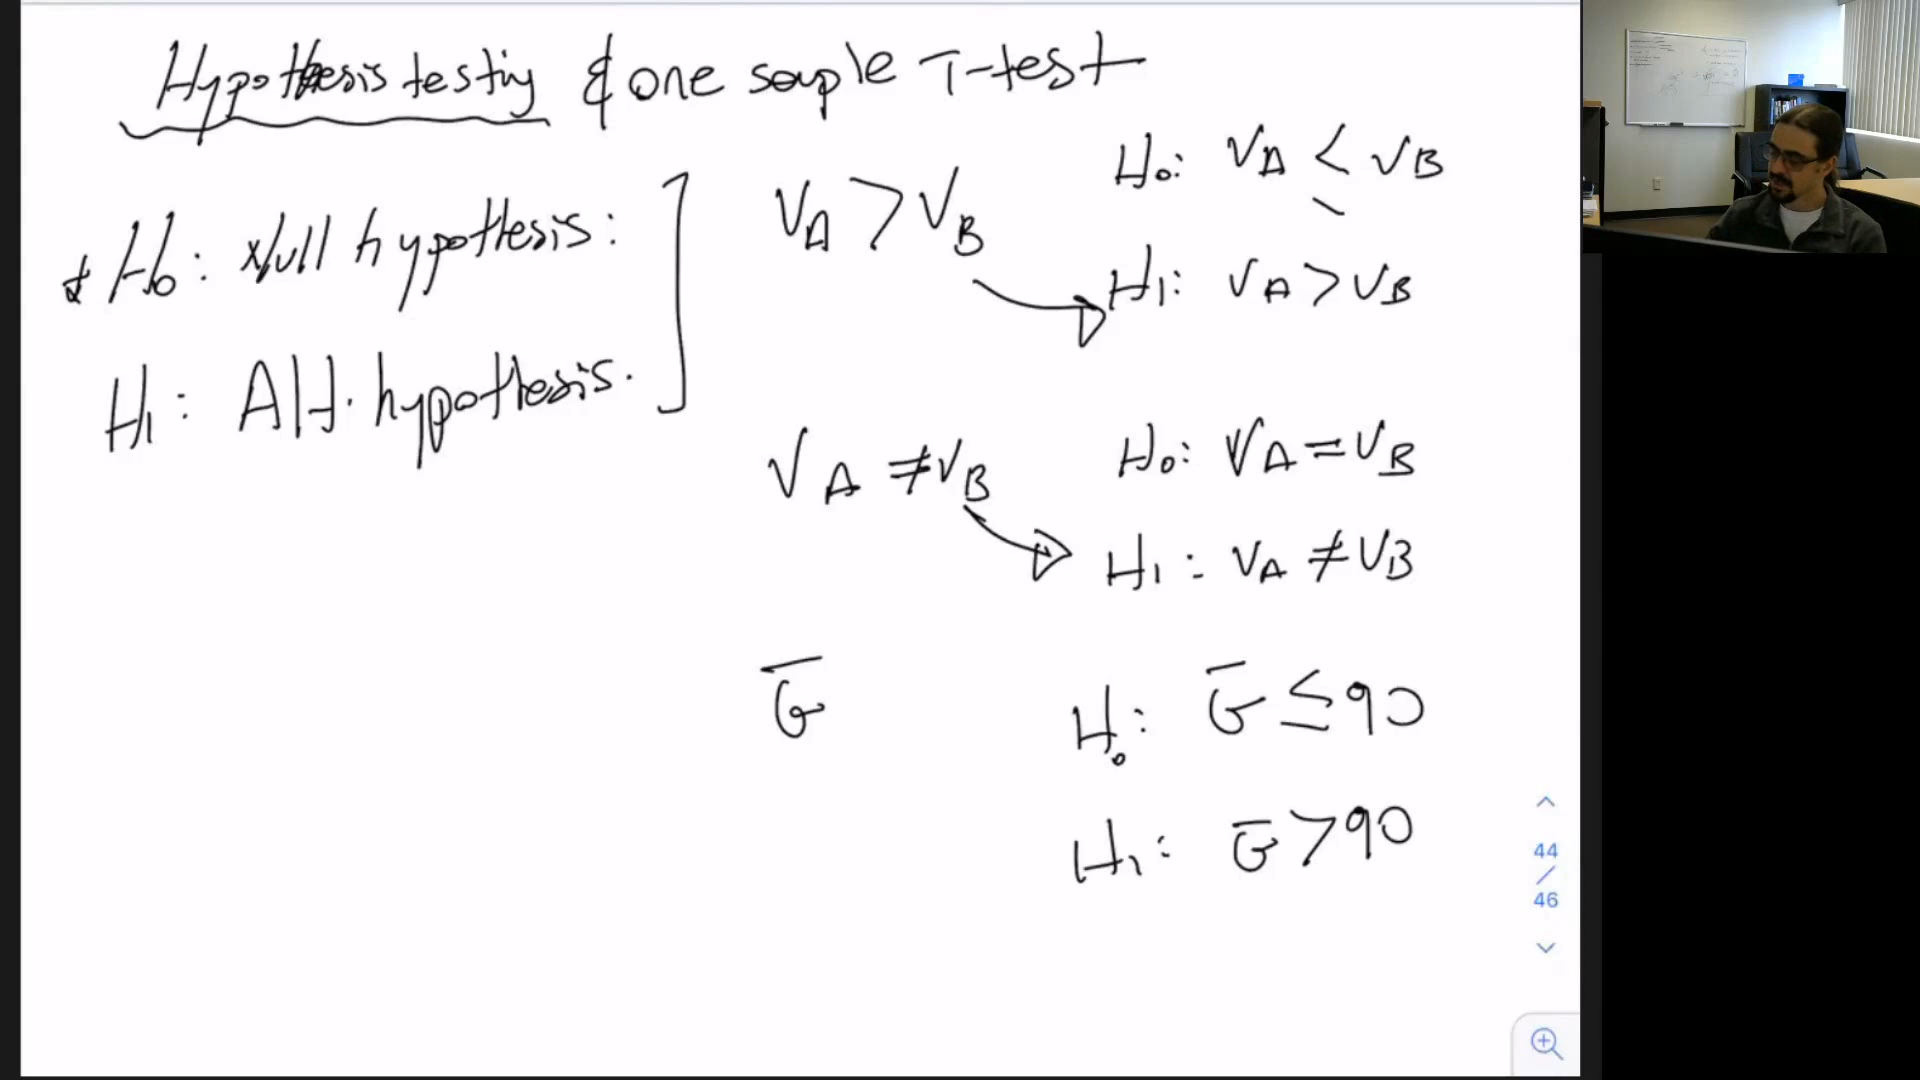 Hypothesis testing & one sample T-test
H0: Null hypothesis:
H1: Alt. hypothesis.
VA > VB
H0: VA ≤ VB
H1: VA > VB
VA ≠ VB
H0: VA = VB
H1: VA ≠ VB
G̅
H0: G̅ ≤ 90
H1: G̅ > 90
44
/
46